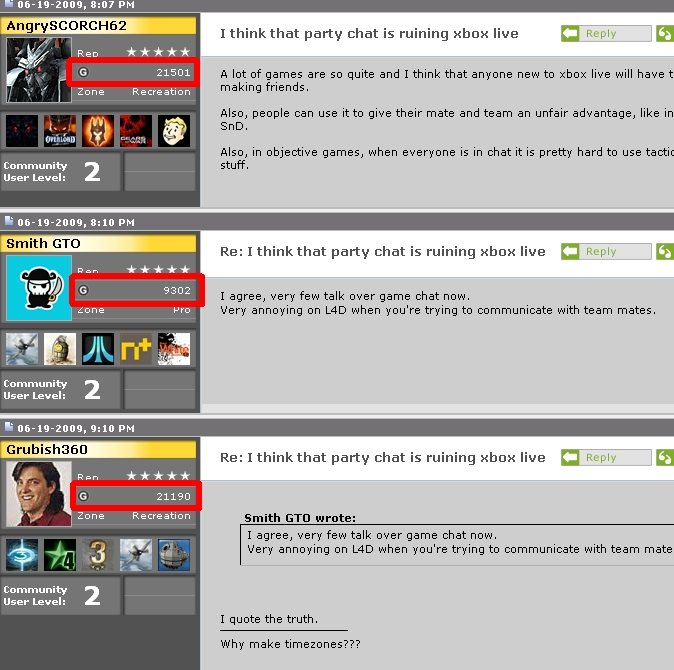 06-19-2009, 8:07 PM
AngrySCORCH62
Rep
G 21501
Zone Recreation
OVERLORD
GEARS
Community
User Level: 2
I think that party chat is ruining xbox live
Reply
A lot of games are so quite and I think that anyone new to xbox live will have t
making friends.
Also, people can use it to give their mate and team an unfair advantage, like in
SnD.
Also, in objective games, when everyone is in chat it is pretty hard to use tactic
stuff.
06-19-2009, 8:10 PM
Smith GTO
Rep
G 9302
Zone Pro
n+
Community
User Level: 2
Re: I think that party chat is ruining xbox live
Reply
I agree, very few talk over game chat now.
Very annoying on L4D when you're trying to communicate with team mates.
06-19-2009, 9:10 PM
Grubish360
Rep
G 21190
Zone Recreation
4
3
Community
User Level: 2
Re: I think that party chat is ruining xbox live
Reply
Smith GTO wrote:
I agree, very few talk over game chat now.
Very annoying on L4D when you're trying to communicate with team mate
I quote the truth.
Why make timezones???